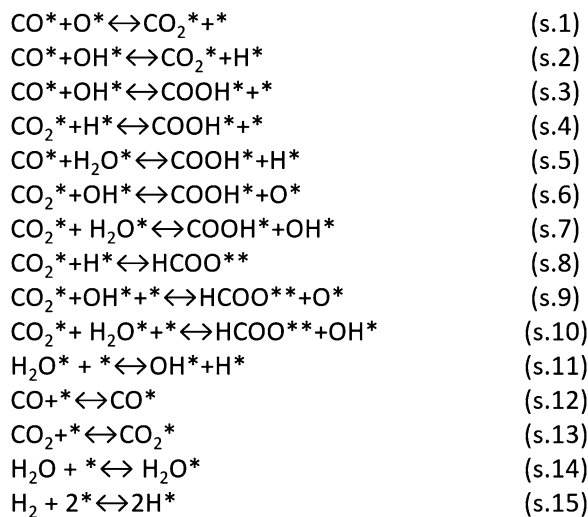 CO*+O*↔CO₂*+* (s.1)
CO*+OH*↔CO₂*+H* (s.2)
CO*+OH*↔COOH*+* (s.3)
CO₂*+H*↔COOH*+* (s.4)
CO*+H₂O*↔COOH*+H* (s.5)
CO₂*+OH*↔COOH*+O* (s.6)
CO₂*+ H₂O*↔COOH*+OH* (s.7)
CO₂*+H*↔HCOO** (s.8)
CO₂*+OH*+*↔HCOO**+O* (s.9)
CO₂*+ H₂O*+*↔HCOO**+OH* (s.10)
H₂O* + *↔OH*+H* (s.11)
CO+*↔CO* (s.12)
CO₂+*↔CO₂* (s.13)
H₂O + *↔ H₂O* (s.14)
H₂ + 2*↔2H* (s.15)